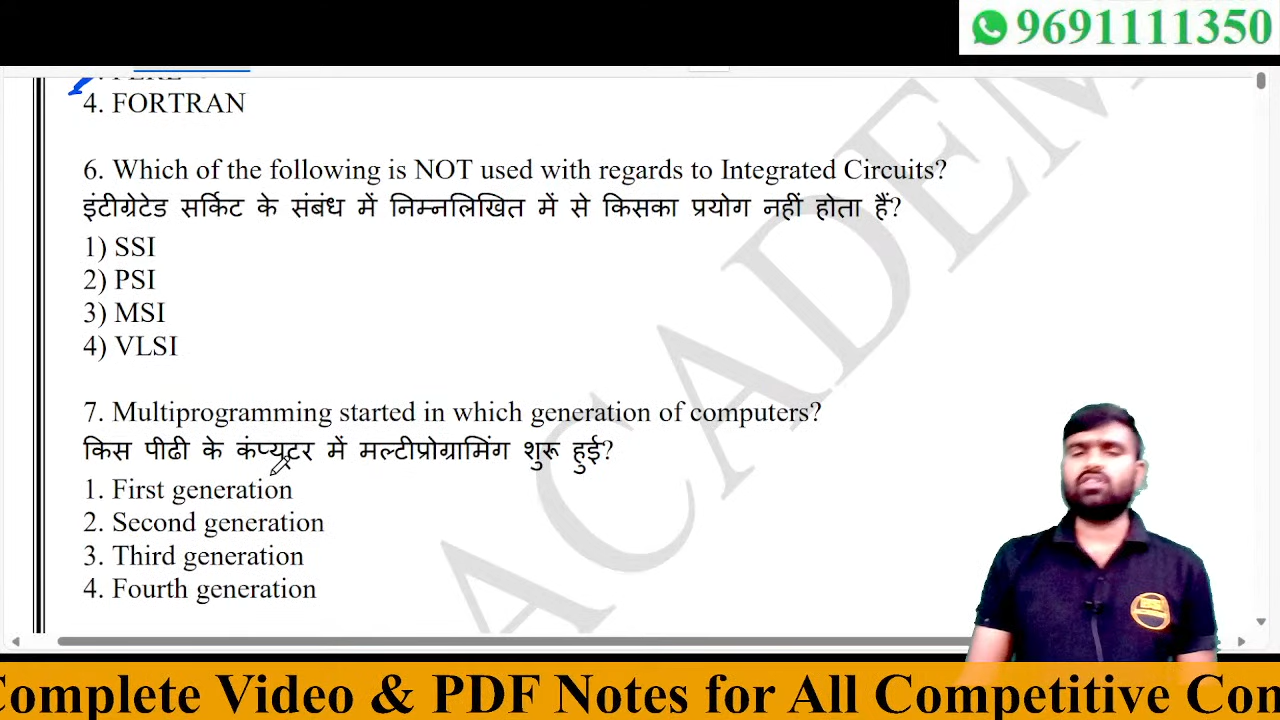 9691111350
4. FORTRAN
6. Which of the following is NOT used with regards to Integrated Circuits?
इंटीग्रेटेड सर्किट के संबंध में निम्नलिखित में से किसका प्रयोग नहीं होता हैं?
1) SSI
2) PSI
3) MSI
4) VLSI
7. Multiprogramming started in which generation of computers?
किस पीढी के कंप्यूटर में मल्टीप्रोग्रामिंग शुरू हुई?
1. First generation
2. Second generation
3. Third generation
4. Fourth generation
ACADEM
Complete Video & PDF Notes for All Competitive Con